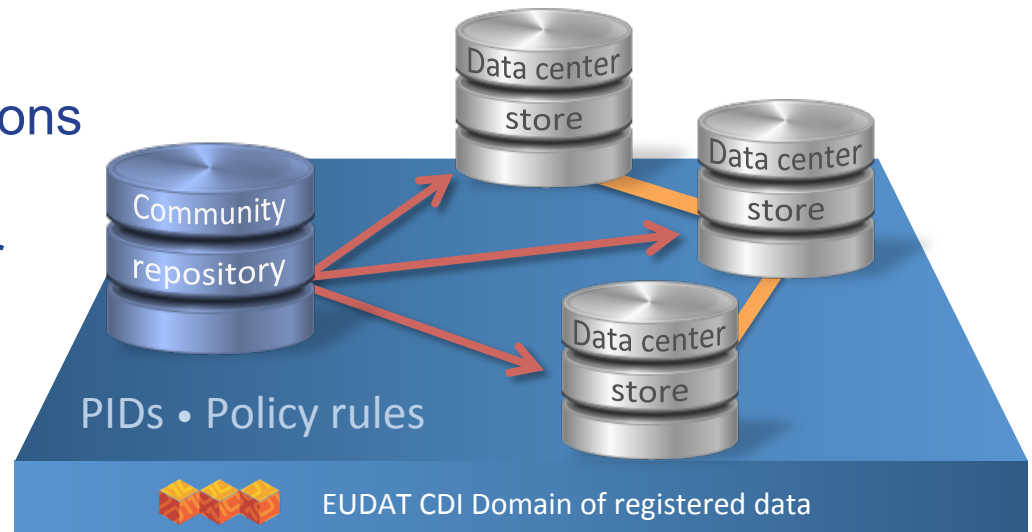 ons
Data center
store
Data center
store
Community
repository
Data center
store
PIDs • Policy rules
EUDAT CDI Domain of registered data